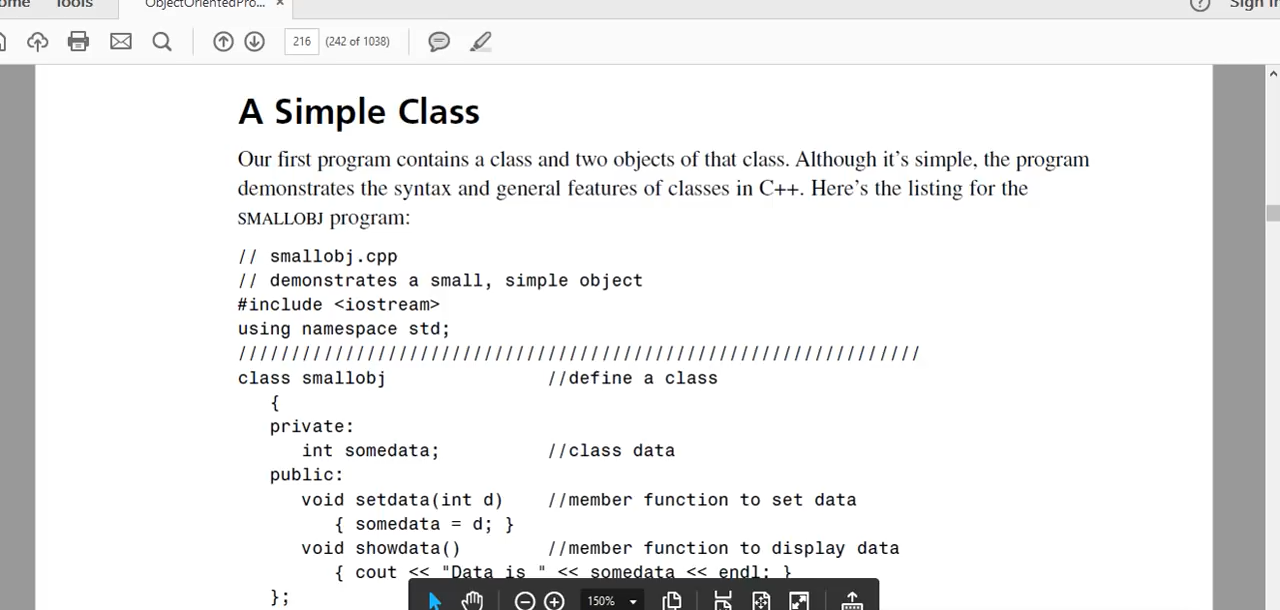 ome Tools ObjectOrientedPro... × ? Sign In
216 (242 of 1038)
A Simple Class
Our first program contains a class and two objects of that class. Although it’s simple, the program
demonstrates the syntax and general features of classes in C++. Here’s the listing for the
SMALLOBJ program:
// smallobj.cpp
// demonstrates a small, simple object
#include <iostream>
using namespace std;
////////////////////////////////////////////////////////////////
class smallobj //define a class
{
private:
int somedata; //class data
public:
void setdata(int d) //member function to set data
{ somedata = d; }
void showdata() //member function to display data
{ cout << "Data is " << somedata << endl; }
};
150%